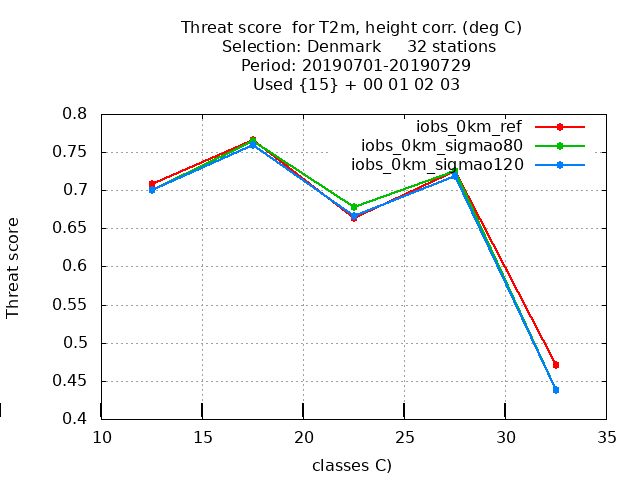 Threat score  for T2m, height corr. (deg C)
Selection: Denmark     32 stations
Period: 20190701-20190729
Used {15} + 00 01 02 03
iobs_0km_ref
iobs_0km_sigmao80
iobs_0km_sigmao120
Threat score
0.8
0.75
0.7
0.65
0.6
0.55
0.5
0.45
0.4
10 15 20 25 30 35
classes C)